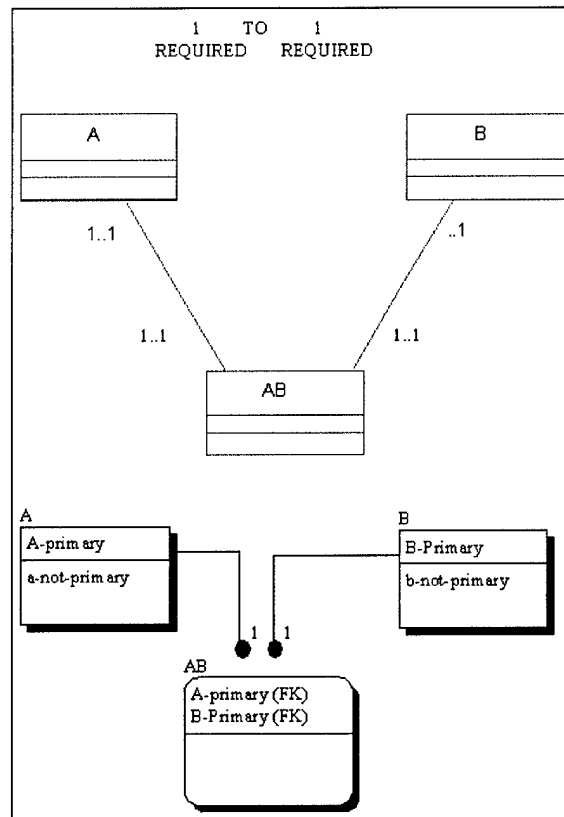 1 TO 1
REQUIRED REQUIRED
A
B
1..1
..1
1..1
1..1
AB
A
A-primary
a-not-primary
B
B-Primary
b-not-primary
1
1
AB
A-primary (FK)
B-Primary (FK)